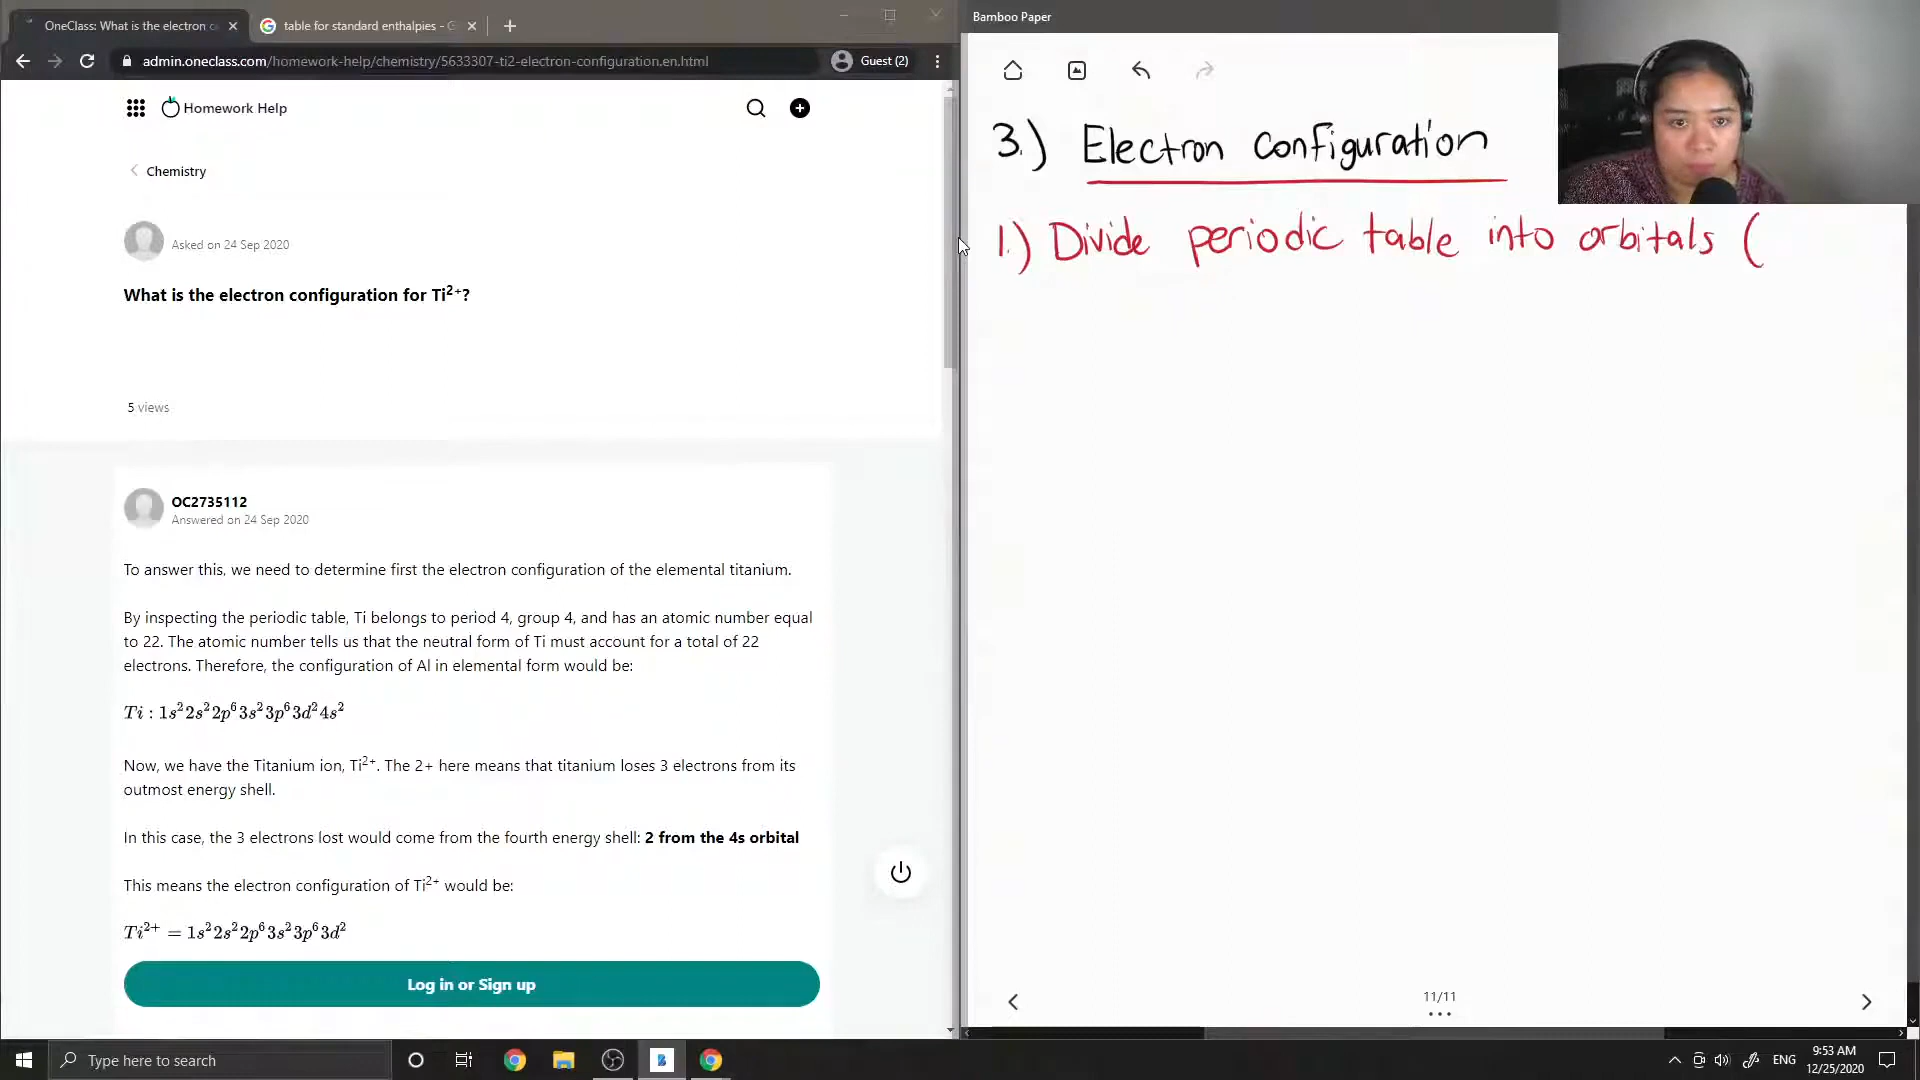 OneClass: What is the electron c
table for standard enthalpies - G
admin.oneclass.com/homework-help/chemistry/5633307-ti2-electron-configuration.en.html
Guest (2)
Homework Help
Chemistry
Asked on 24 Sep 2020
What is the electron configuration for Ti²⁺?
5 views
OC2735112
Answered on 24 Sep 2020
To answer this, we need to determine first the electron configuration of the elemental titanium.
By inspecting the periodic table, Ti belongs to period 4, group 4, and has an atomic number equal
to 22. The atomic number tells us that the neutral form of Ti must account for a total of 22
electrons. Therefore, the configuration of Al in elemental form would be:
Ti : 1s²2s²2p⁶3s²3p⁶3d²4s²
Now, we have the Titanium ion, Ti²⁺. The 2+ here means that titanium loses 3 electrons from its
outmost energy shell.
In this case, the 3 electrons lost would come from the fourth energy shell: 2 from the 4s orbital
This means the electron configuration of Ti²⁺ would be:
Ti²⁺ = 1s²2s²2p⁶3s²3p⁶3d²
Log in or Sign up
Bamboo Paper
3.) Electron configuration
1.) Divide periodic table into orbitals (
11/11
Type here to search
ENG
9:53 AM
12/25/2020